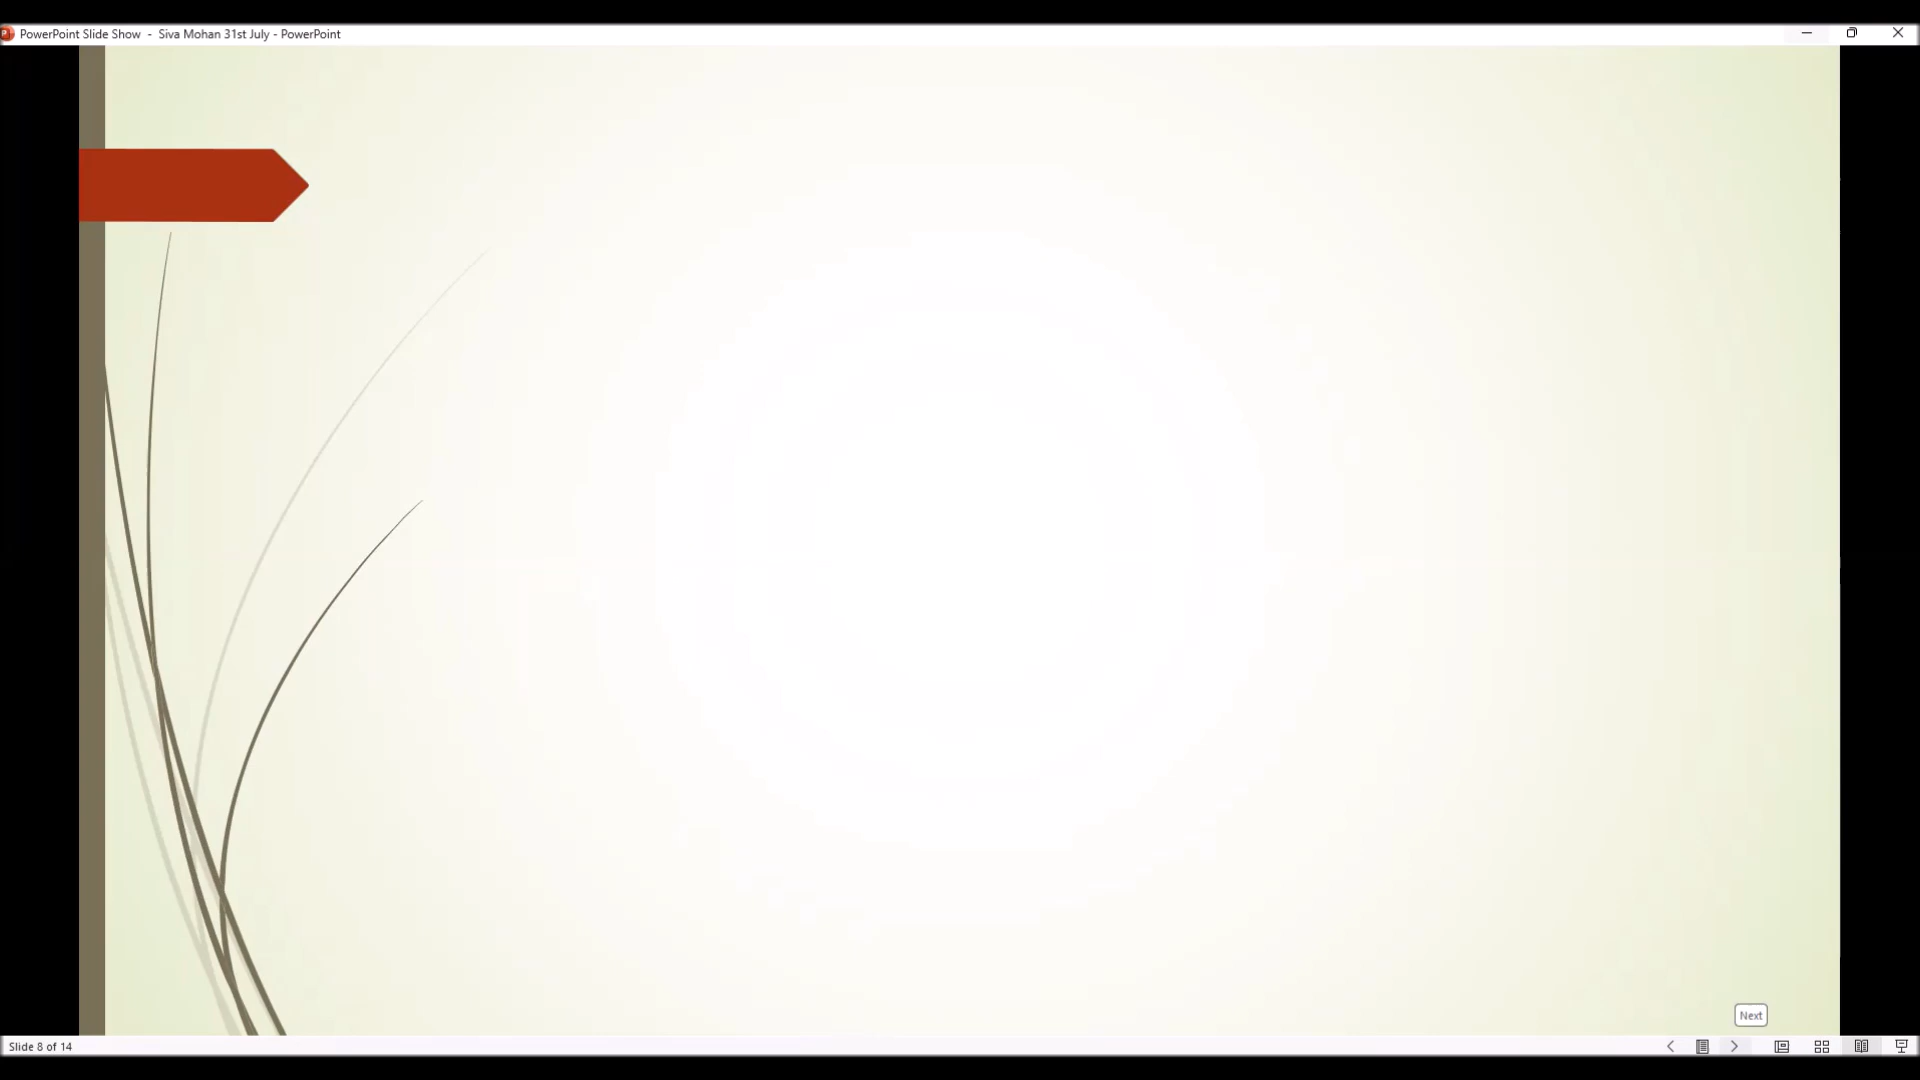 PowerPoint Slide Show - Siva Mohan 31st July - PowerPoint
Next
Slide 8 of 14